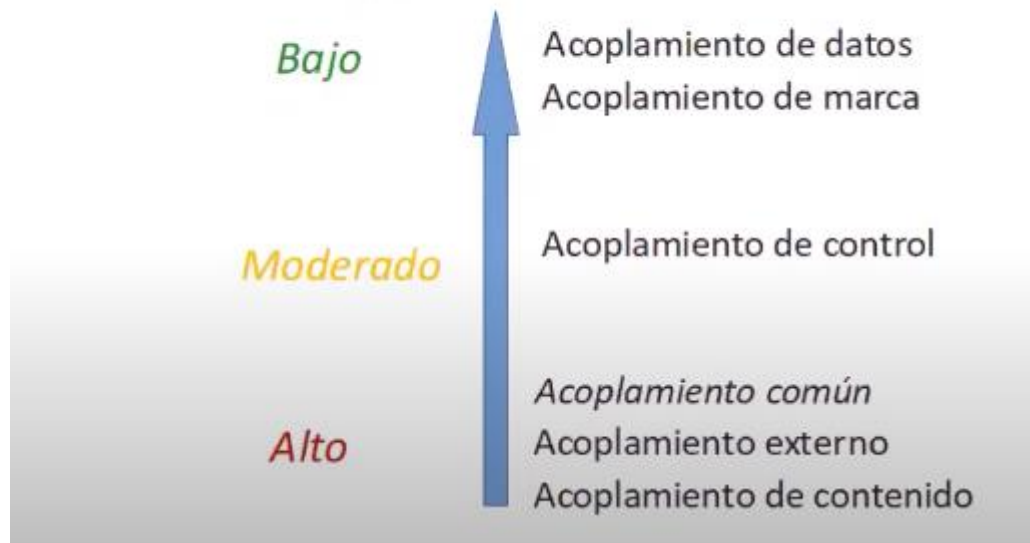 Bajo
Acoplamiento de datos
Acoplamiento de marca
Moderado
Acoplamiento de control
Acoplamiento común
Alto
Acoplamiento externo
Acoplamiento de contenido